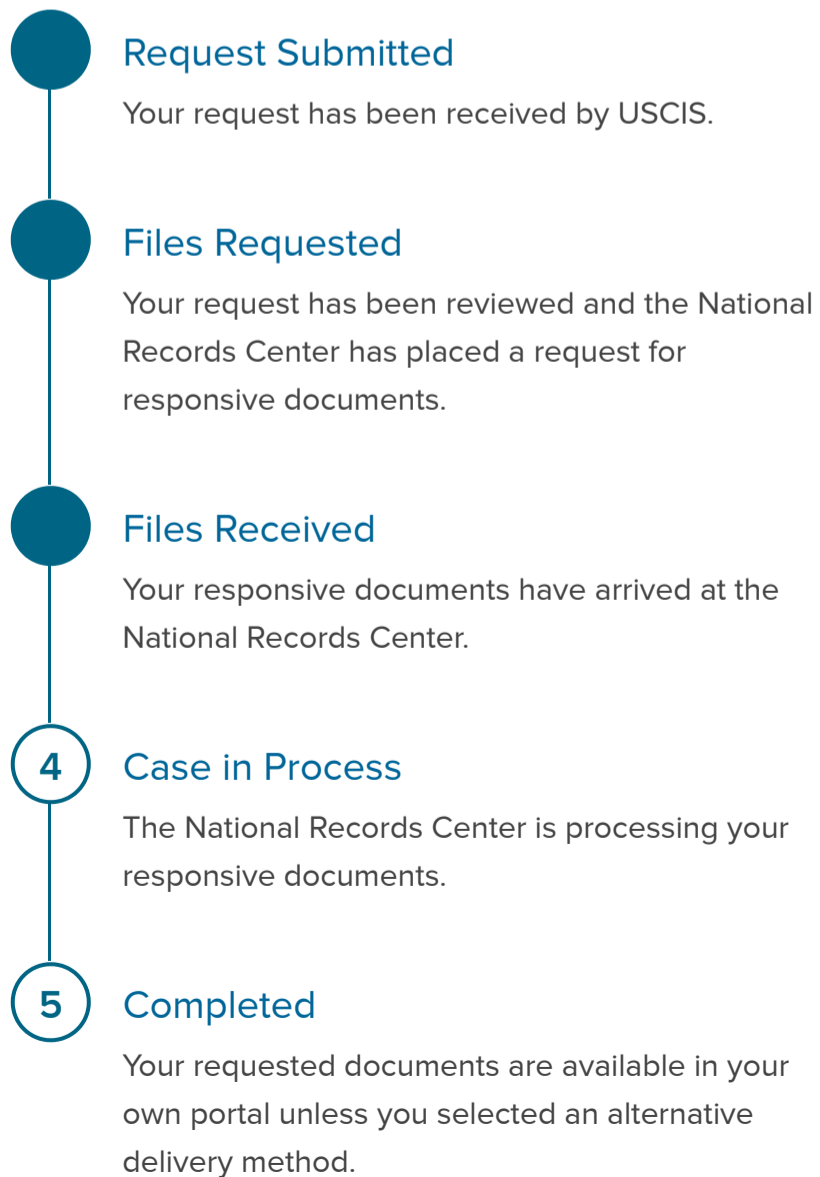 Request Submitted
Your request has been received by USCIS.
Files Requested
Your request has been reviewed and the National
Records Center has placed a request for
responsive documents.
Files Received
Your responsive documents have arrived at the
National Records Center.
4 Case in Process
The National Records Center is processing your
responsive documents.
5 Completed
Your requested documents are available in your
own portal unless you selected an alternative
delivery method.